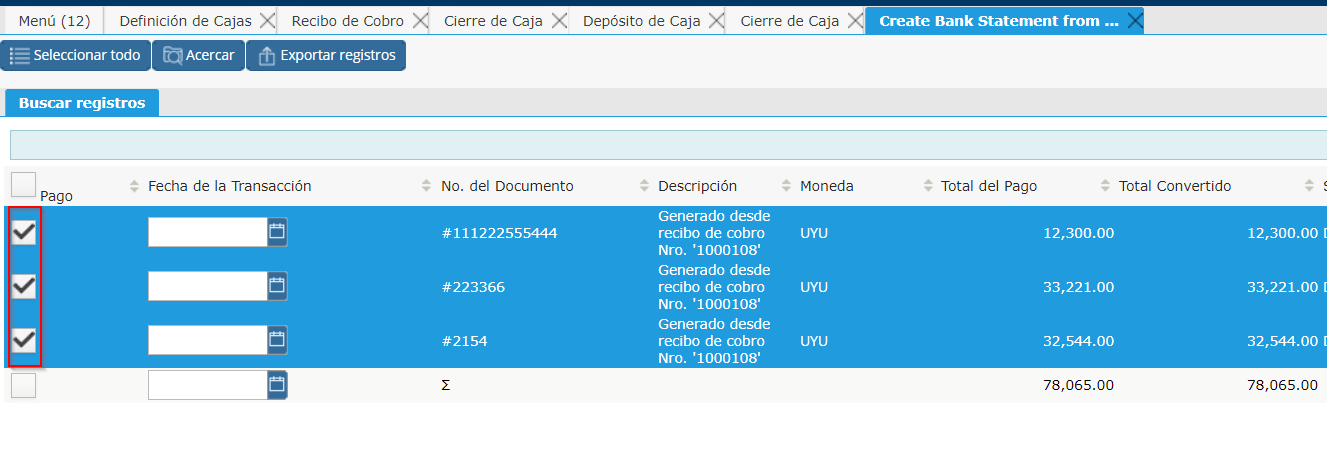 Menú (12) Definición de Cajas Recibo de Cobro Cierre de Caja Depósito de Caja Cierre de Caja Create Bank Statement from ...
Seleccionar todo Acercar Exportar registros
Buscar registros
Pago Fecha de la Transacción No. del Documento Descripción Moneda Total del Pago Total Convertido S
Generado desde
#111222555444 recibo de cobro UYU 12,300.00 12,300.00 D
Nro. '1000108'
Generado desde
#223366 recibo de cobro UYU 33,221.00 33,221.00 D
Nro. '1000108'
Generado desde
#2154 recibo de cobro UYU 32,544.00 32,544.00 D
Nro. '1000108'
Σ 78,065.00 78,065.00